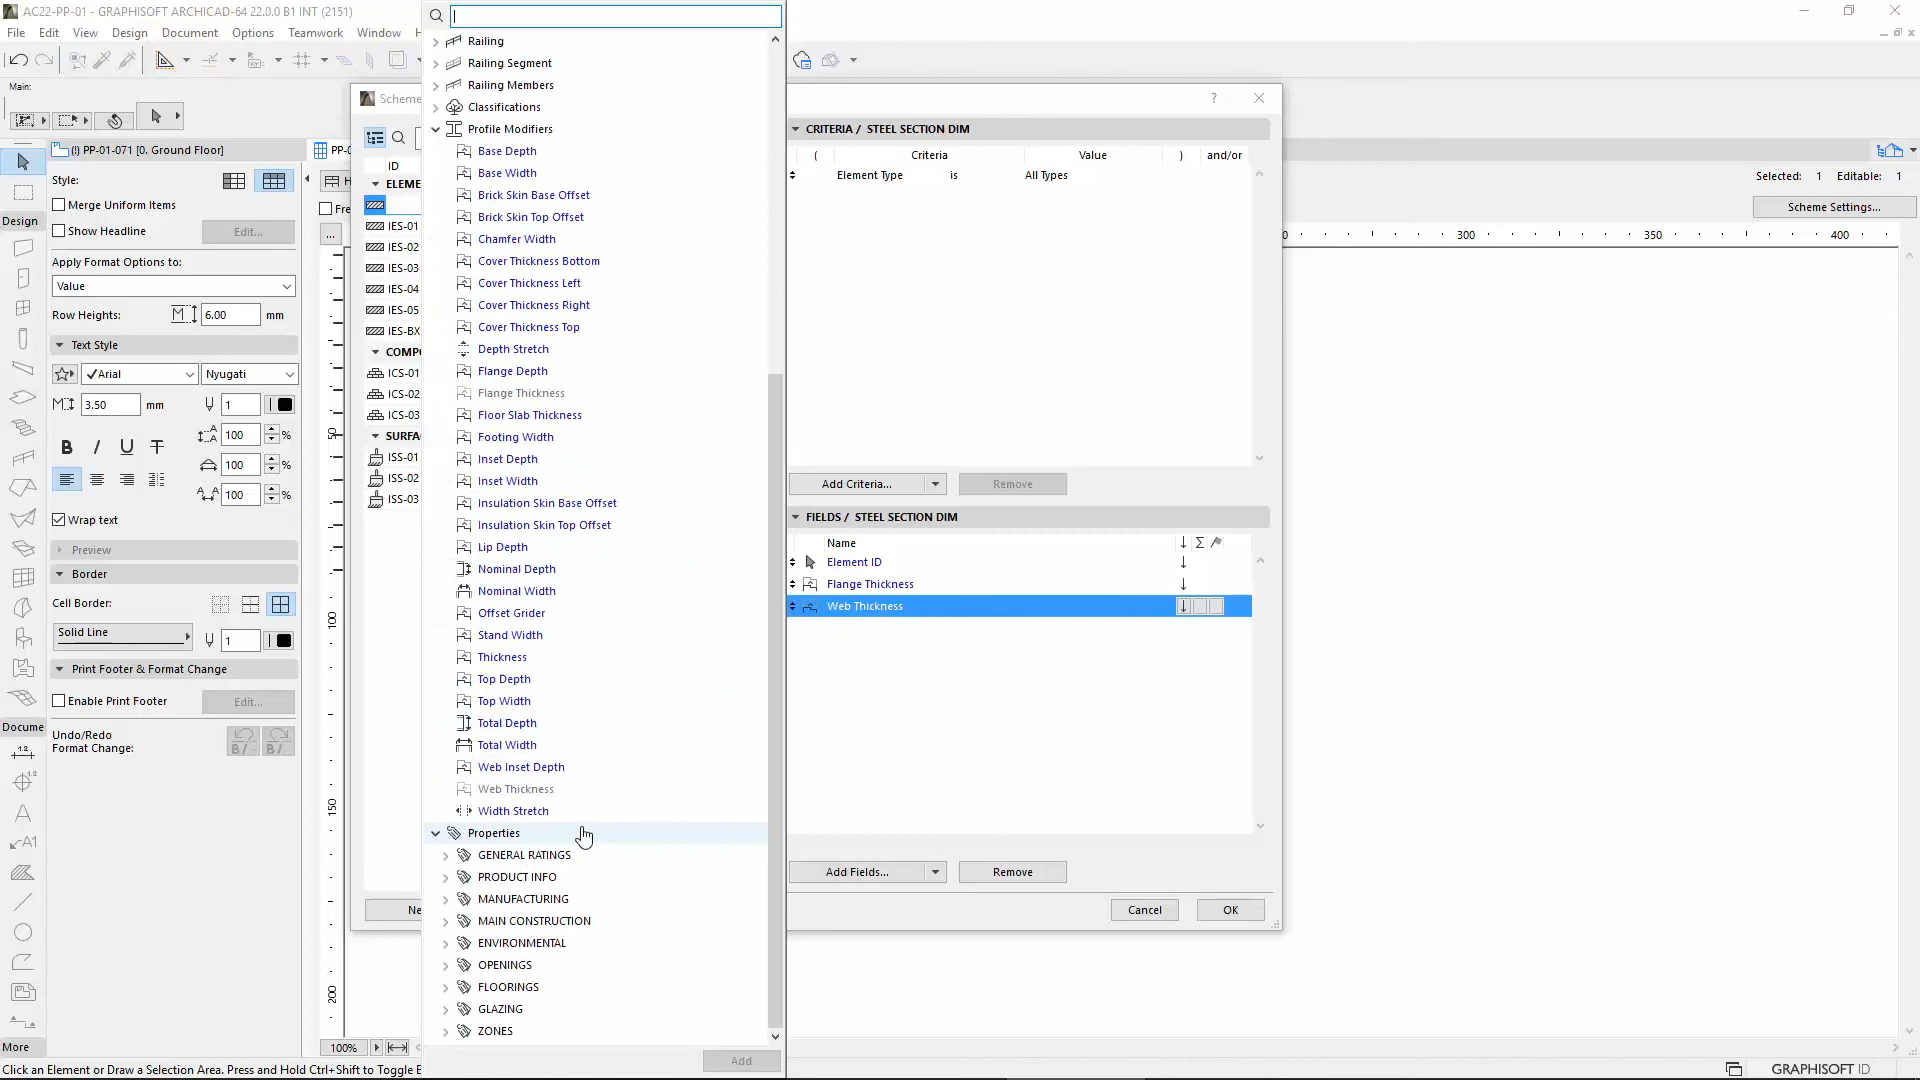 AC22-PP-01 - GRAPHISOFT ARCHICAD-64 22.0.0 B1 INT (2151)
File Edit View Design Document Options Teamwork Window H
Main:
(!) PP-01-071 [0. Ground Floor]
Style:
Merge Uniform Items
Show Headline
Edit...
Apply Format Options to:
Value
Row Heights:
6.00
mm
Text Style
Arial
Nyugati
3.50
mm
1
100
%
B I U T
100
%
100
%
Wrap text
Preview
Border
Cell Border:
Solid Line
1
Print Footer & Format Change
Enable Print Footer
Edit...
Undo/Redo
Format Change:
Design
Docume
More
PP-0
H
Fre
...
50
100
150
200
100%
Scheme
ID
ELEME
IES-01
IES-02
IES-03
IES-04
IES-05
IES-BX
COMPO
ICS-01
ICS-02
ICS-03
SURFA
ISS-01
ISS-02
ISS-03
Ne
Railing
Railing Segment
Railing Members
Classifications
Profile Modifiers
Base Depth
Base Width
Brick Skin Base Offset
Brick Skin Top Offset
Chamfer Width
Cover Thickness Bottom
Cover Thickness Left
Cover Thickness Right
Cover Thickness Top
Depth Stretch
Flange Depth
Flange Thickness
Floor Slab Thickness
Footing Width
Inset Depth
Inset Width
Insulation Skin Base Offset
Insulation Skin Top Offset
Lip Depth
Nominal Depth
Nominal Width
Offset Grider
Stand Width
Thickness
Top Depth
Top Width
Total Depth
Total Width
Web Inset Depth
Web Thickness
Width Stretch
Properties
GENERAL RATINGS
PRODUCT INFO
MANUFACTURING
MAIN CONSTRUCTION
ENVIRONMENTAL
OPENINGS
FLOORINGS
GLAZING
ZONES
Add
?
CRITERIA / STEEL SECTION DIM
( Criteria Value ) and/or
Element Type is All Types
Add Criteria...
Remove
FIELDS / STEEL SECTION DIM
Name
Element ID
Flange Thickness
Web Thickness
Add Fields...
Remove
Cancel
OK
Selected: 1 Editable: 1
Scheme Settings...
300
350
400
Click an Element or Draw a Selection Area. Press and Hold Ctrl+Shift to Toggle E
GRAPHISOFT ID